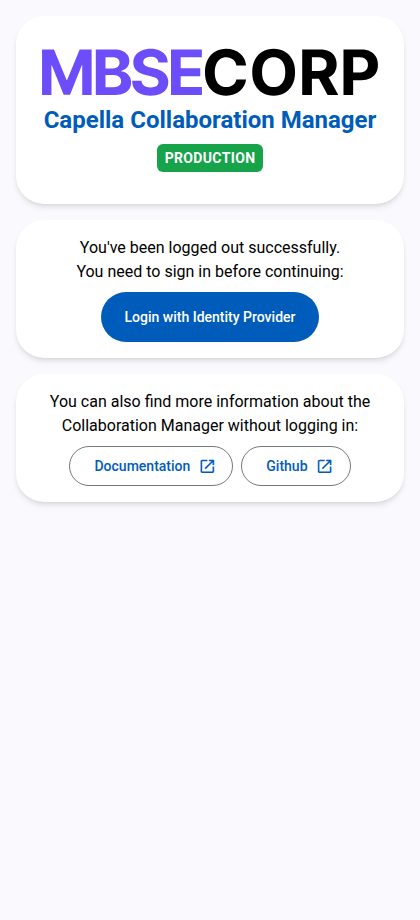 MBSECORP
Capella Collaboration Manager
PRODUCTION
You've been logged out successfully.
You need to sign in before continuing:
Login with Identity Provider
You can also find more information about the
Collaboration Manager without logging in:
Documentation
Github